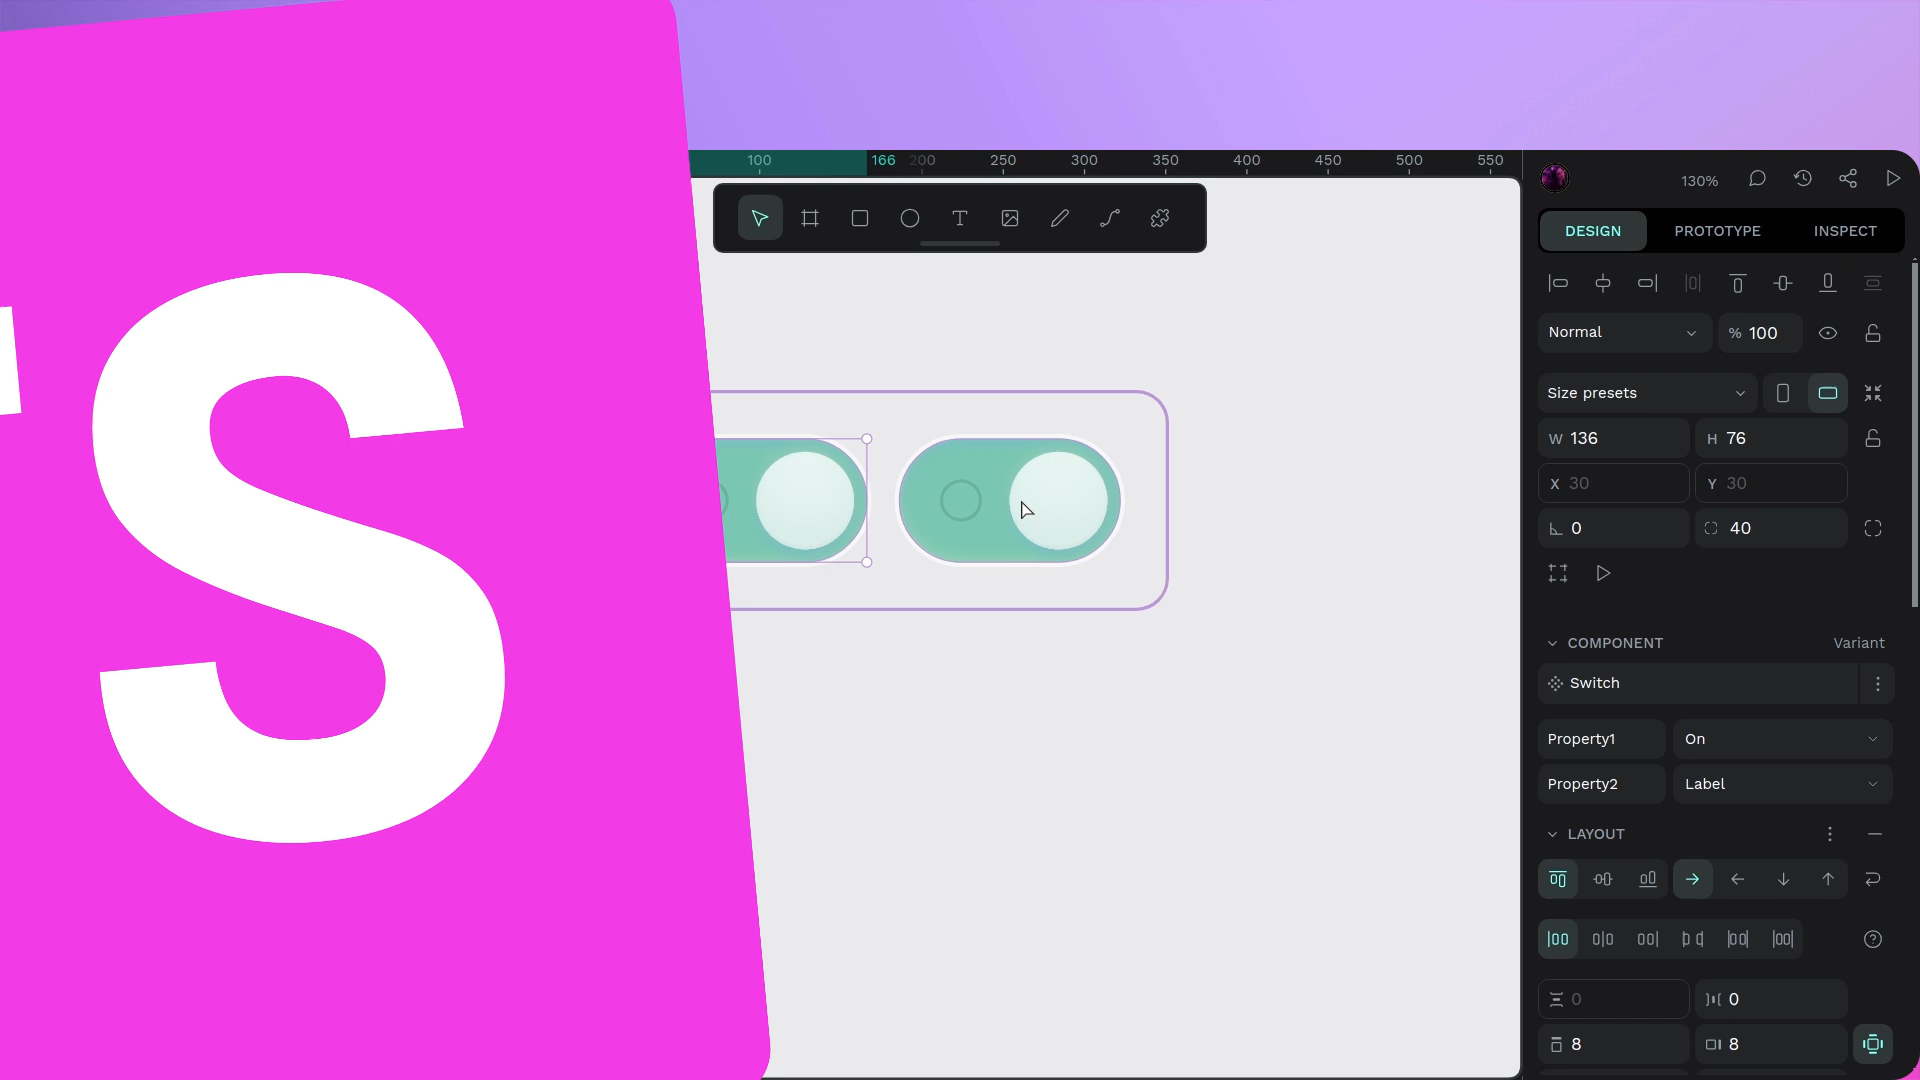 S
100 166 200 250 300 350 400 450 500 550
130%
DESIGN PROTOTYPE INSPECT
Normal % 100
Size presets
W 136 H 76
X 30 Y 30
0 40
COMPONENT Variant
Switch
Property1 On
Property2 Label
LAYOUT
0 0
8 8